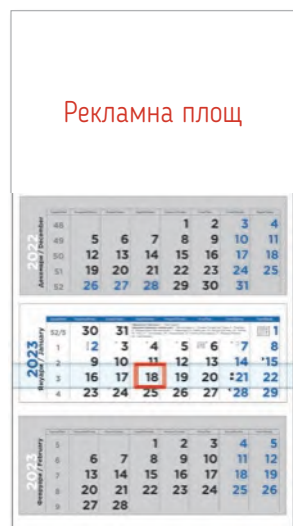 Рекламна площ
2022
Декември / December
48 1 2 3 4
49 5 6 7 8 9 10 11
50 12 13 14 15 16 17 18
51 19 20 21 22 23 24 25
52 26 27 28 29 30 31
2023
Януари / January
52/5 30 31 1
1 2 3 4 5 6 7 8
2 9 10 11 12 13 14 15
3 16 17 18 19 20 21 22
4 23 24 25 26 27 28 29
2023
Февруари / February
5 1 2 3 4 5
6 6 7 8 9 10 11 12
7 13 14 15 16 17 18 19
8 20 21 22 23 24 25 26
9 27 28